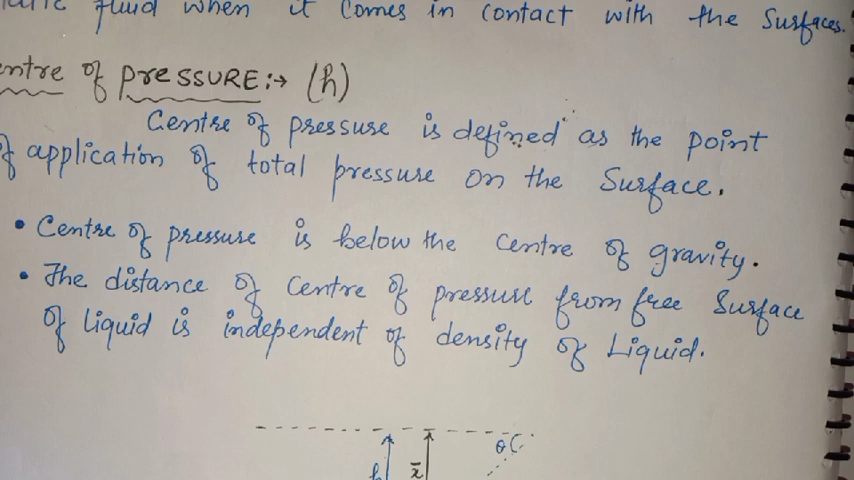 fluid when it comes in contact with the Surfaces.
entre of pressure:→ (h)
Centre of pressure is defined as the point
of application of total pressure on the Surface.
• Centre of pressure is below the centre of gravity.
• The distance of centre of pressure from free Surface
of liquid is independent of density of Liquid.
θ
h x̄